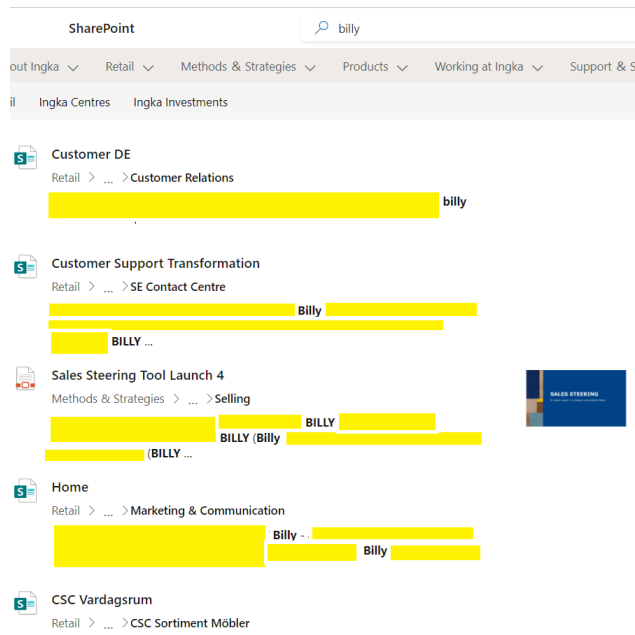 SharePoint
billy
out Ingka Retail Methods & Strategies Products Working at Ingka Support & S
il Ingka Centres Ingka Investments
Customer DE
Retail > ... > Customer Relations
billy
Customer Support Transformation
Retail > ... > SE Contact Centre
Billy
BILLY ...
Sales Steering Tool Launch 4
Methods & Strategies > ... > Selling
SALES STEERING
BILLY
BILLY (Billy
(BILLY ...
Home
Retail > ... > Marketing & Communication
Billy -
Billy
CSC Vardagsrum
Retail > ... > CSC Sortiment Möbler